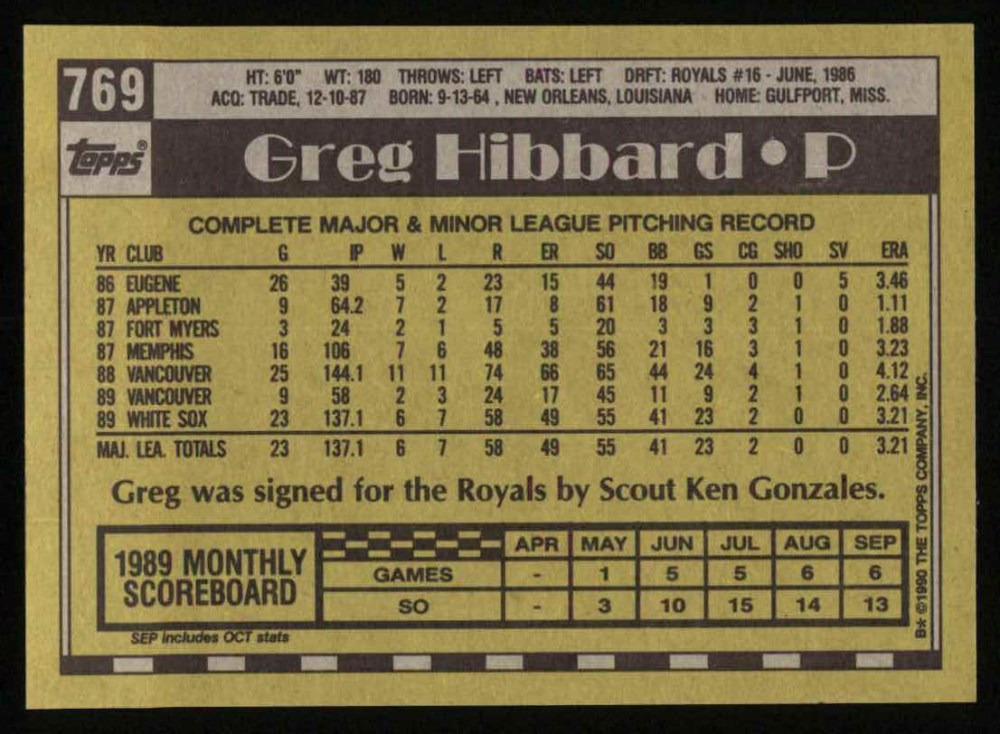 769
HT: 6'0" WT: 180 THROWS: LEFT BATS: LEFT DRFT: ROYALS #16 - JUNE, 1986
ACQ: TRADE, 12-10-87 BORN: 9-13-64, NEW ORLEANS, LOUISIANA HOME: GULFPORT, MISS.
topps®
Greg Hibbard • P
COMPLETE MAJOR & MINOR LEAGUE PITCHING RECORD
YR CLUB G IP W L R ER SO BB GS CG SHO SV ERA
86 EUGENE 26 39 5 2 23 15 44 19 1 0 0 5 3.46
87 APPLETON 9 64.2 7 2 17 8 61 18 9 2 1 0 1.11
87 FORT MYERS 3 24 2 1 5 5 20 3 3 3 1 0 1.88
87 MEMPHIS 16 106 7 6 48 38 56 21 16 3 1 0 3.23
88 VANCOUVER 25 144.1 11 11 74 66 65 44 24 4 1 0 4.12
89 VANCOUVER 9 58 2 3 24 17 45 11 9 2 1 0 2.64
89 WHITE SOX 23 137.1 6 7 58 49 55 41 23 2 0 0 3.21
MAJ. LEA. TOTALS 23 137.1 6 7 58 49 55 41 23 2 0 0 3.21
Greg was signed for the Royals by Scout Ken Gonzales.
1989 MONTHLY
SCOREBOARD
APR MAY JUN JUL AUG SEP
GAMES - 1 5 5 6 6
SO - 3 10 15 14 13
SEP includes OCT stats
B* ©1990 THE TOPPS COMPANY, INC.